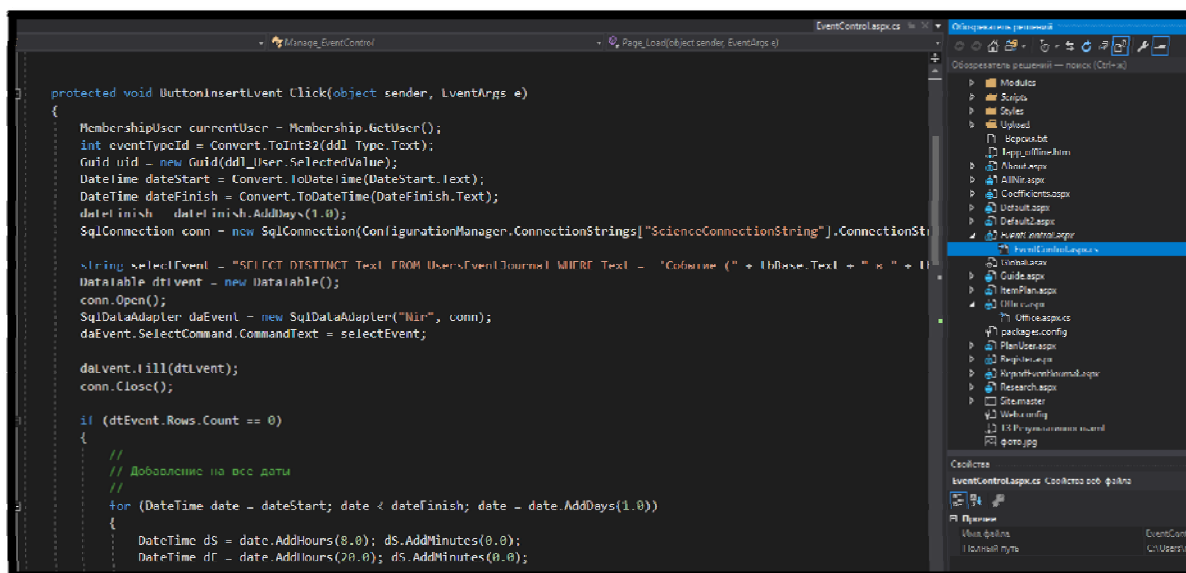 EventControl.aspx.cs
Manage_EventControl
Page_Load(object sender, EventArgs e)
protected void ButtonInsertEvent_Click(object sender, EventArgs e)
{
MembershipUser currentUser = Membership.GetUser();
int eventTypeId = Convert.ToInt32(ddl_Type.Text);
Guid uid = new Guid(ddl_User.SelectedValue);
DateTime dateStart = Convert.ToDateTime(DateStart.Text);
DateTime dateFinish = Convert.ToDateTime(DateFinish.Text);
dateFinish = dateFinish.AddDays(1.0);
SqlConnection conn = new SqlConnection(ConfigurationManager.ConnectionStrings["ScienceConnectionString"].ConnectionStr
string selectEvent = "SELECT DISTINCT Text FROM UsersEventJournal WHERE Text = 'Событие (" + tbBase.Text + " в " +
DataTable dtEvent = new DataTable();
conn.Open();
SqlDataAdapter daEvent = new SqlDataAdapter("Nir", conn);
daEvent.SelectCommand.CommandText = selectEvent;
daEvent.Fill(dtEvent);
conn.Close();
if (dtEvent.Rows.Count == 0)
{
//
// Добавление на все даты
//
for (DateTime date = dateStart; date < dateFinish; date = date.AddDays(1.0))
{
DateTime dS = date.AddHours(8.0); dS.AddMinutes(0.0);
DateTime dF = date.AddHours(20.0); dS.AddMinutes(0.0);
Обозреватель решений
Обозреватель решений — поиск (Ctrl+ж)
Modules
Scripts
Styles
Upload
Версия.txt
1app_offline.htm
About.aspx
AllNir.aspx
Coefficients.aspx
Default.aspx
Default2.aspx
EventControl.aspx
EventControl.aspx.cs
Global.asax
Guide.aspx
ItemPlan.aspx
Office.aspx
Office.aspx.cs
packages.config
PlanUser.aspx
Register.aspx
ReportEventJournal.aspx
Research.aspx
Site.master
Web.config
фото.jpg
Свойства
EventControl.aspx.cs Свойства веб-файла
Прочее
Имя файла EventCont
Полный путь C:\Users\